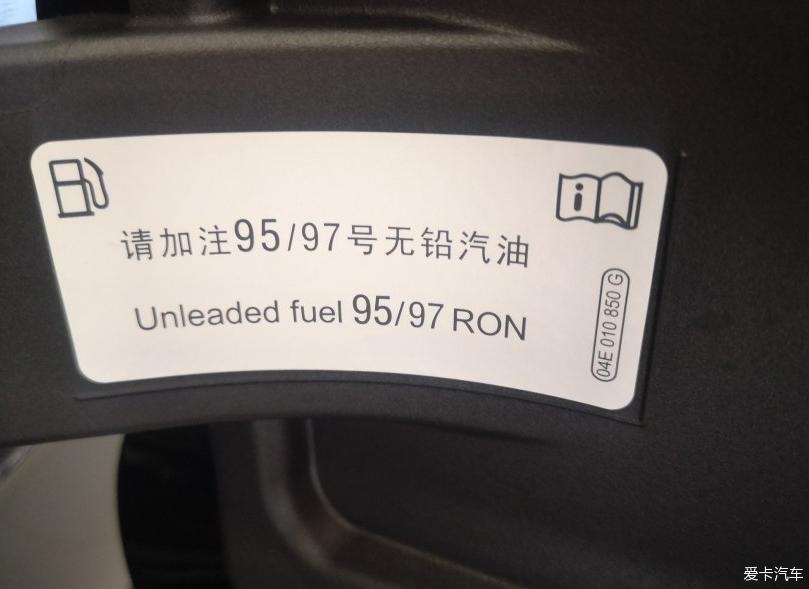 请加注95/97号无铅汽油
Unleaded fuel 95/97 RON
04E 010 850 G
爱卡汽车